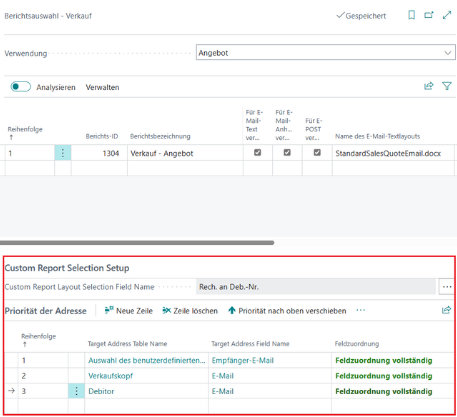 Berichtsauswahl - Verkauf
Gespeichert
Verwendung
Angebot
Analysieren Verwalten
Reihenfolge ↑
Berichts-ID
Berichtsbezeichnung
Für E-Mail-Text ver...
Für E-Mail-Anh... ver...
Für E-POST ver...
Name des E-Mail-Textlayouts
1 1304 Verkauf - Angebot StandardSalesQuoteEmail.docx
Custom Report Selection Setup
Custom Report Layout Selection Field Name Rech. an Deb.-Nr. ...
Priorität der Adresse Neue Zeile Zeile löschen Priorität nach oben verschieben ...
Reihenfolge ↑ Target Address Table Name Target Address Field Name Feldzuordnung
1 Auswahl des benutzerdefinierten... Empfänger-E-Mail Feldzuordnung vollständig
2 Verkaufskopf E-Mail Feldzuordnung vollständig
→ 3 Debitor E-Mail Feldzuordnung vollständig